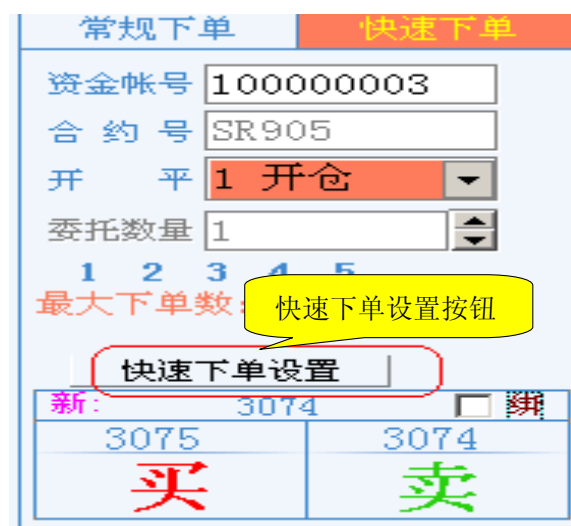 常规下单 快速下单
资金帐号 100000003
合约号 SR905
开平 1 开仓
委托数量 1
1 2 3 4 5
最大下单数:
快速下单设置按钮
快速下单设置
新: 3074 绑
3075 3074
买 卖